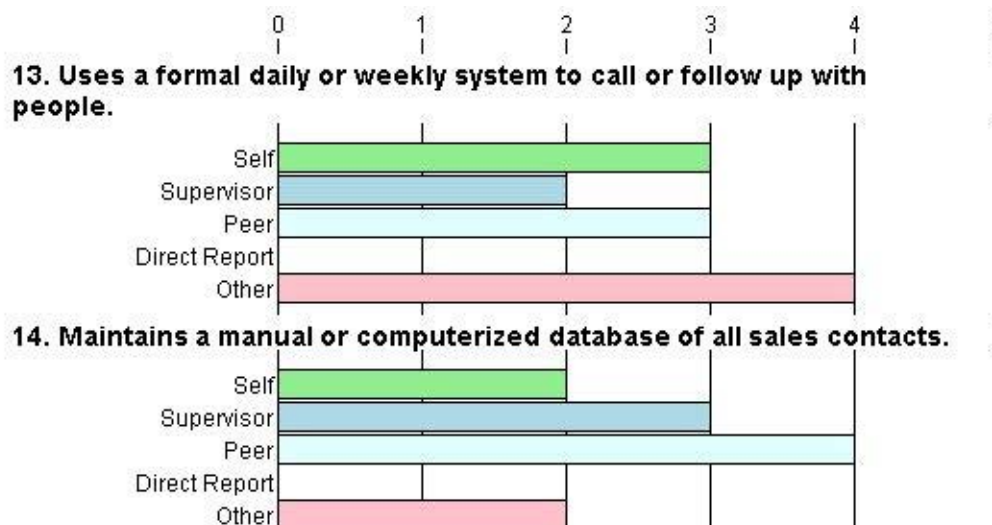 0 1 2 3 4
13. Uses a formal daily or weekly system to call or follow up with
people.
Self
Supervisor
Peer
Direct Report
Other
14. Maintains a manual or computerized database of all sales contacts.
Self
Supervisor
Peer
Direct Report
Other